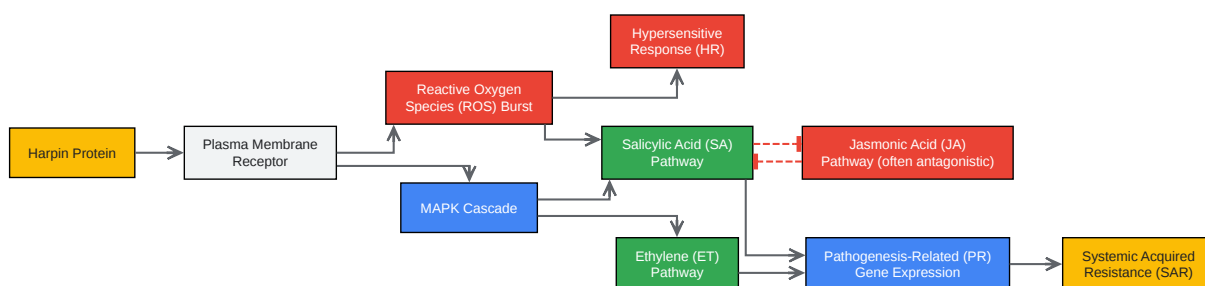 Hypersensitive
Response (HR)
Reactive Oxygen
Species (ROS) Burst
Harpin Protein
Plasma Membrane
Receptor
Salicylic Acid (SA)
Pathway
Jasmonic Acid (JA)
Pathway (often antagonistic)
MAPK Cascade
Ethylene (ET)
Pathway
Pathogenesis-Related (PR)
Gene Expression
Systemic Acquired
Resistance (SAR)